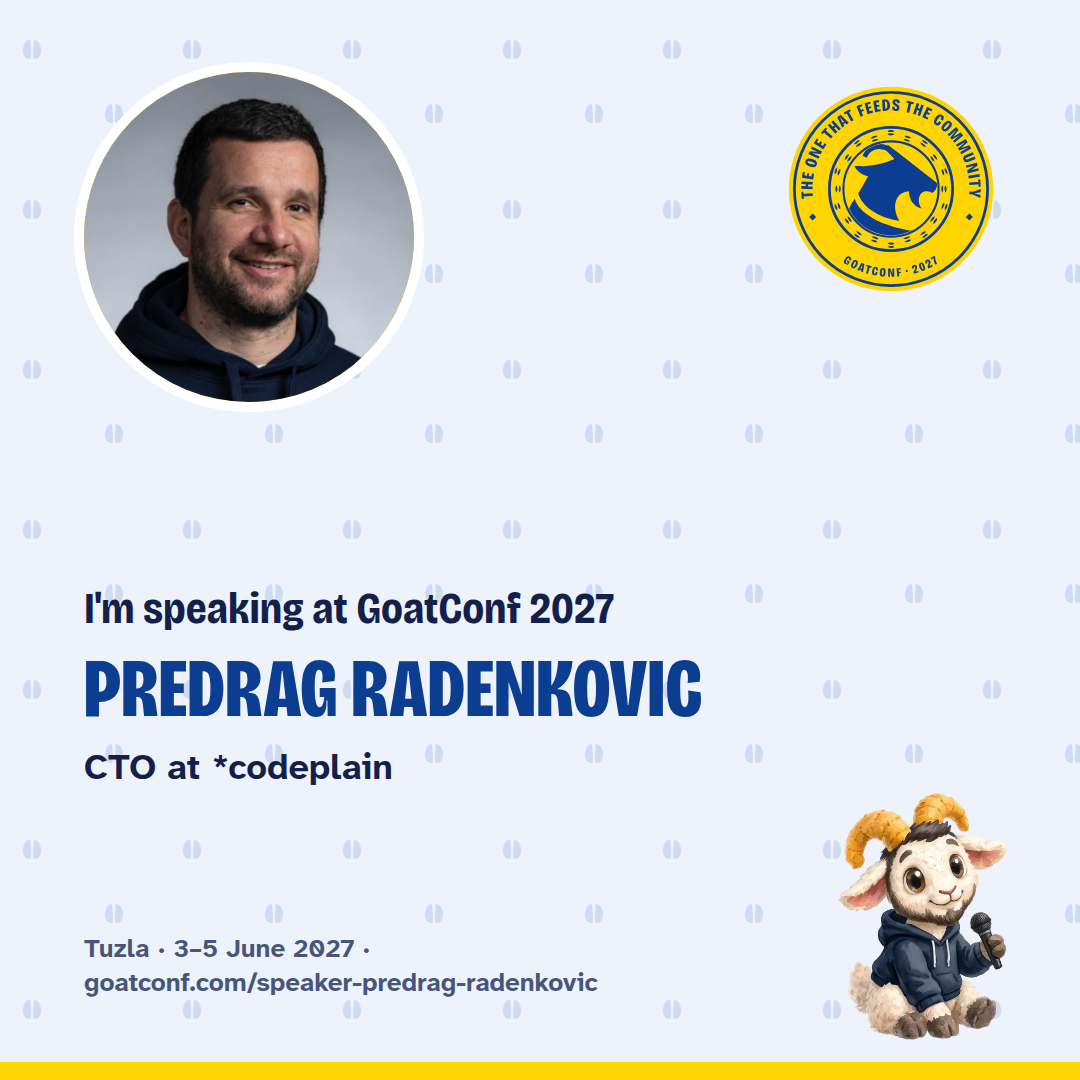 THE ONE THAT FEEDS THE COMMUNITY
GOATCONF · 2027
I'm speaking at GoatConf 2027
PREDRAG RADENKOVIC
CTO at *codeplain
Tuzla · 3–5 June 2027 ·
goatconf.com/speaker-predrag-radenkovic